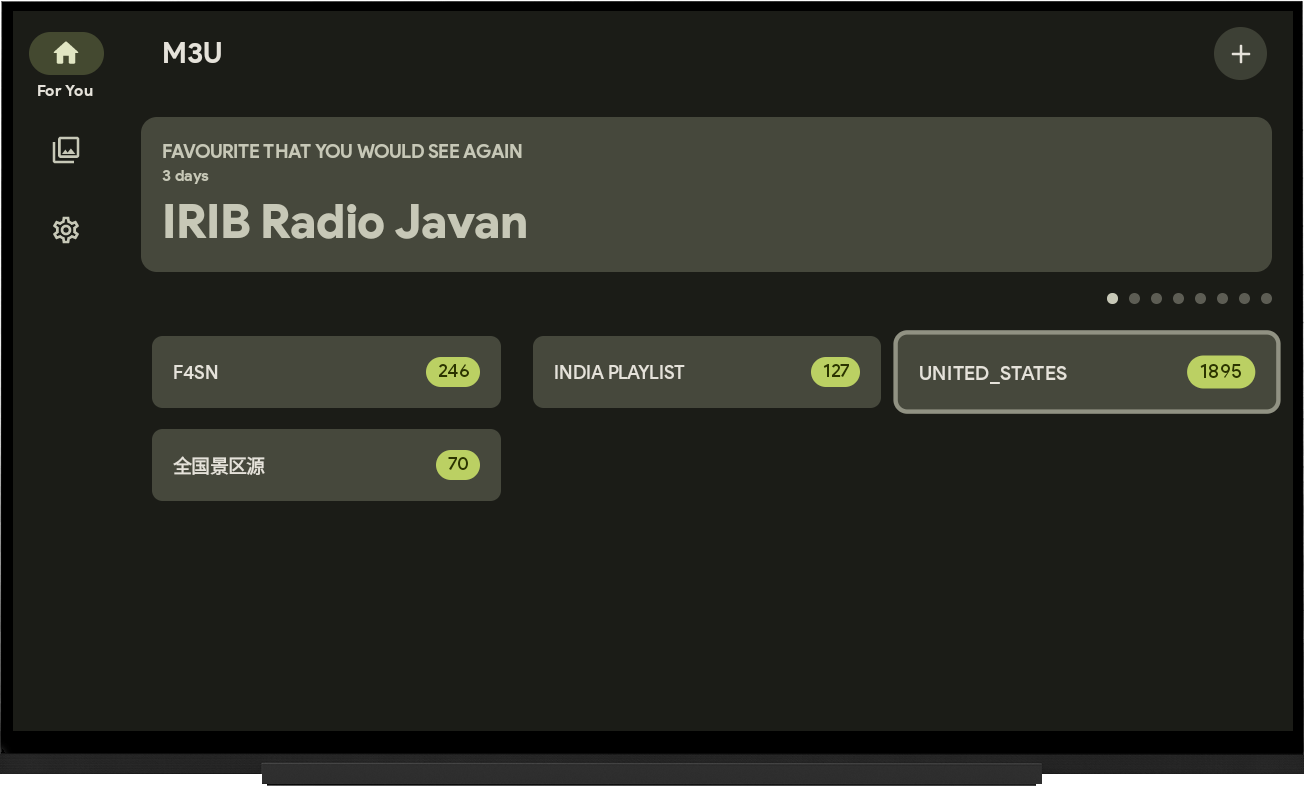 M3U
For You
FAVOURITE THAT YOU WOULD SEE AGAIN
3 days
IRIB Radio Javan
F4SN 246
INDIA PLAYLIST 127
UNITED_STATES 1895
全国景区源 70